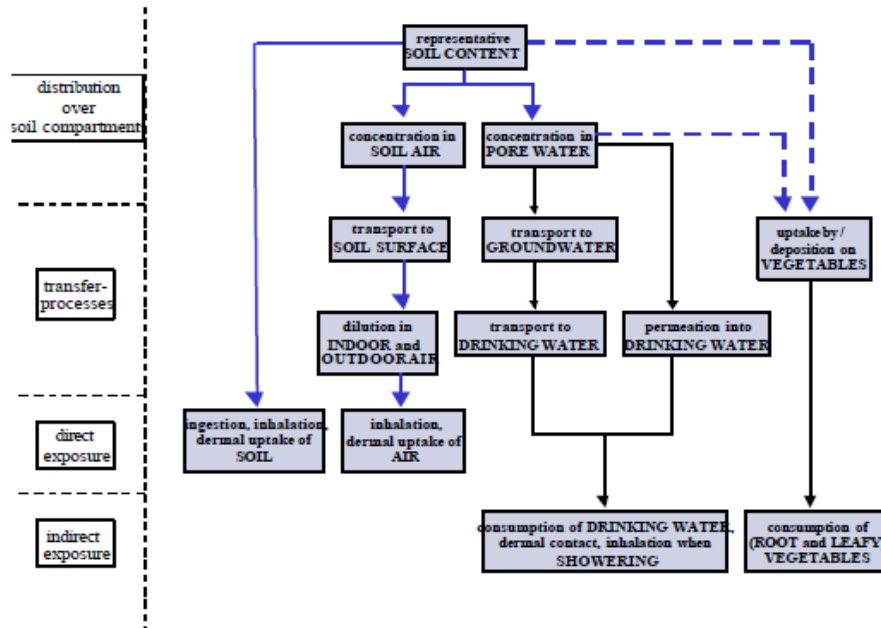 representative
SOIL CONTENT
distribution
over
soil compartment
concentration in
SOIL AIR
concentration in
PORE WATER
transport to
SOIL SURFACE
transport to
GROUNDWATER
uptake by /
deposition on
VEGETABLES
transfer-
processes
dilution in
INDOOR and
OUTDOORAIR
transport to
DRINKING WATER
permeation into
DRINKING WATER
direct
exposure
ingestion, inhalation,
dermal uptake of
SOIL
inhalation,
dermal uptake of
AIR
indirect
exposure
consumption of DRINKING WATER,
dermal contact, inhalation when
SHOWERING
consumption of
(ROOT and LEAFY
VEGETABLES